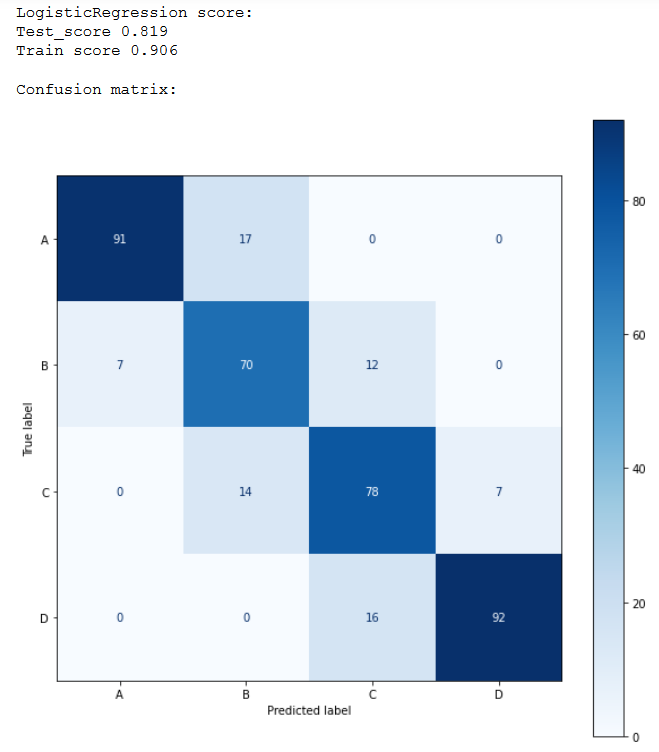 LogisticRegression score:
Test_score 0.819
Train score 0.906
Confusion matrix:
A 91 17 0 0
B 7 70 12 0
C 0 14 78 7
D 0 0 16 92
A B C D
Predicted label
True label
80
60
40
20
0